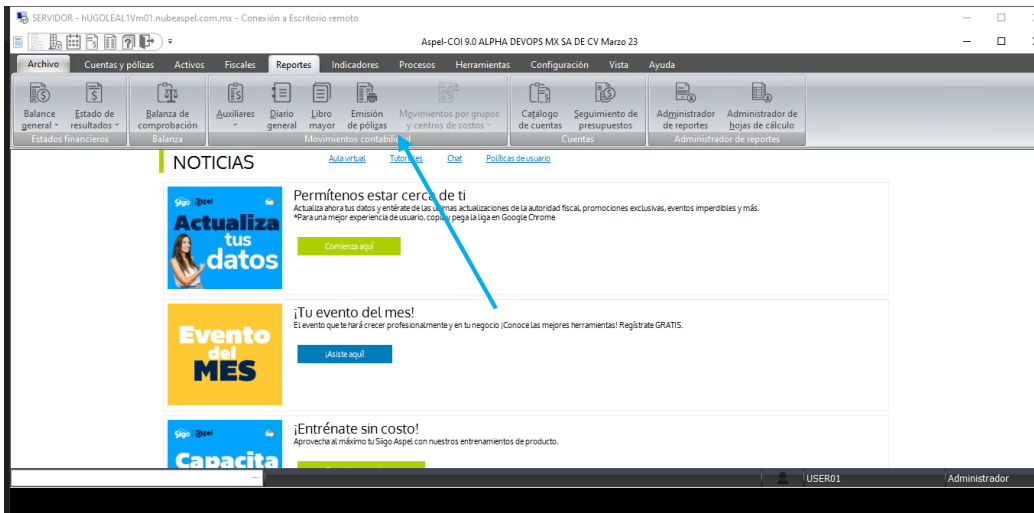 SERVIDOR - hUGOLEAL1Vm01.nubeaspel.com.mx - Conexión a Escritorio remoto
Aspel-COI 9.0 ALPHA DEVOPS MX SA DE CV Marzo 23
Archivo Cuentas y pólizas Activos Fiscales Reportes Indicadores Procesos Herramientas Configuración Vista Ayuda
Balance general Estado de resultados Balanza de comprobación Auxiliares Diario general Libro mayor Emisión de pólizas Movimientos por grupos y centros de costos Catálogo de cuentas Seguimiento de presupuestos Administrador de reportes Administrador de hojas de cálculo
Estados financieros Balanza Movimientos contabilidad Cuentas Administrador de reportes
NOTICIAS Aula virtual Tutoriales Chat Políticas de usuario
Siigo Aspel
Actualiza
tus
datos
Permítenos estar cerca de ti
Actualiza ahora tus datos y entérate de las últimas actualizaciones de la autoridad fiscal, promociones exclusivas, eventos imperdibles y más.
*Para una mejor experiencia de usuario, copia y pega la liga en Google Chrome
Comienza aquí
Evento
del
MES
¡Tu evento del mes!
El evento que te hará crecer profesionalmente y en tu negocio ¡Conoce las mejores herramientas! Regístrate GRATIS.
¡Asiste aquí!
Siigo Aspel
Capacita
¡Entrénate sin costo!
Aprovecha al máximo tu Siigo Aspel con nuestros entrenamientos de producto.
USER01 Administrador